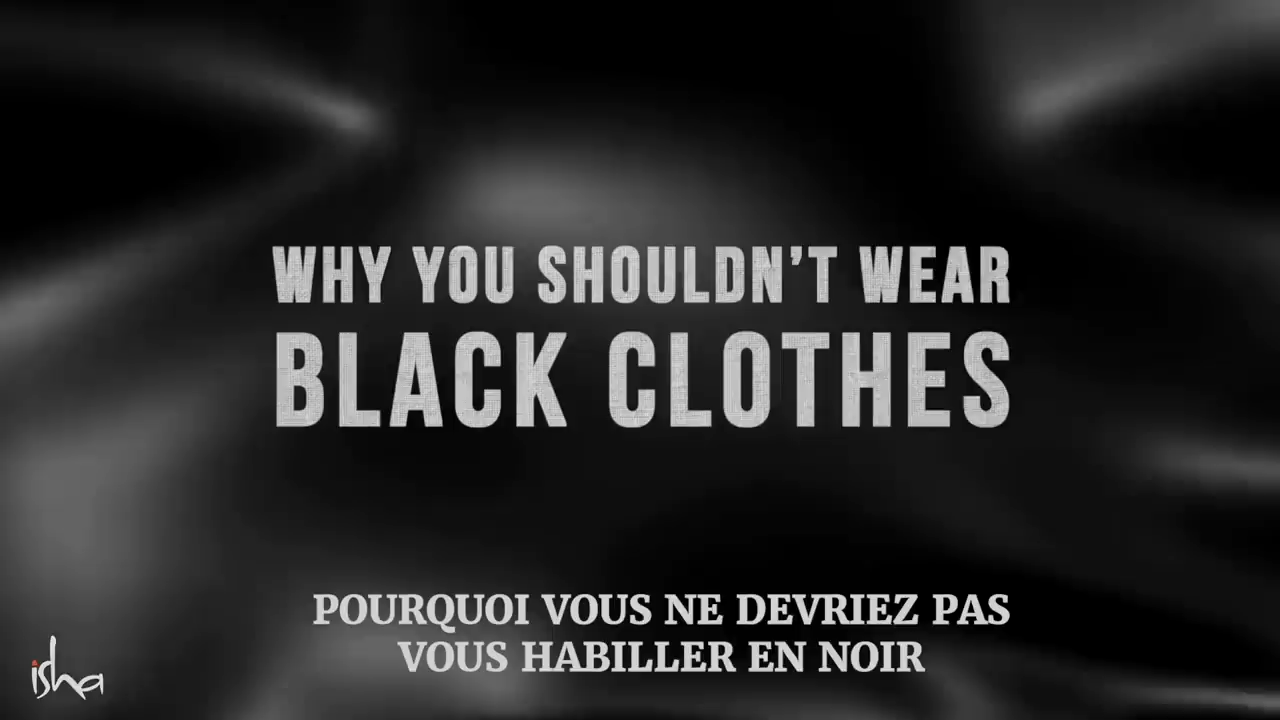 WHY YOU SHOULDN'T WEAR
BLACK CLOTHES
POURQUOI VOUS NE DEVRIEZ PAS
VOUS HABILLER EN NOIR
isha